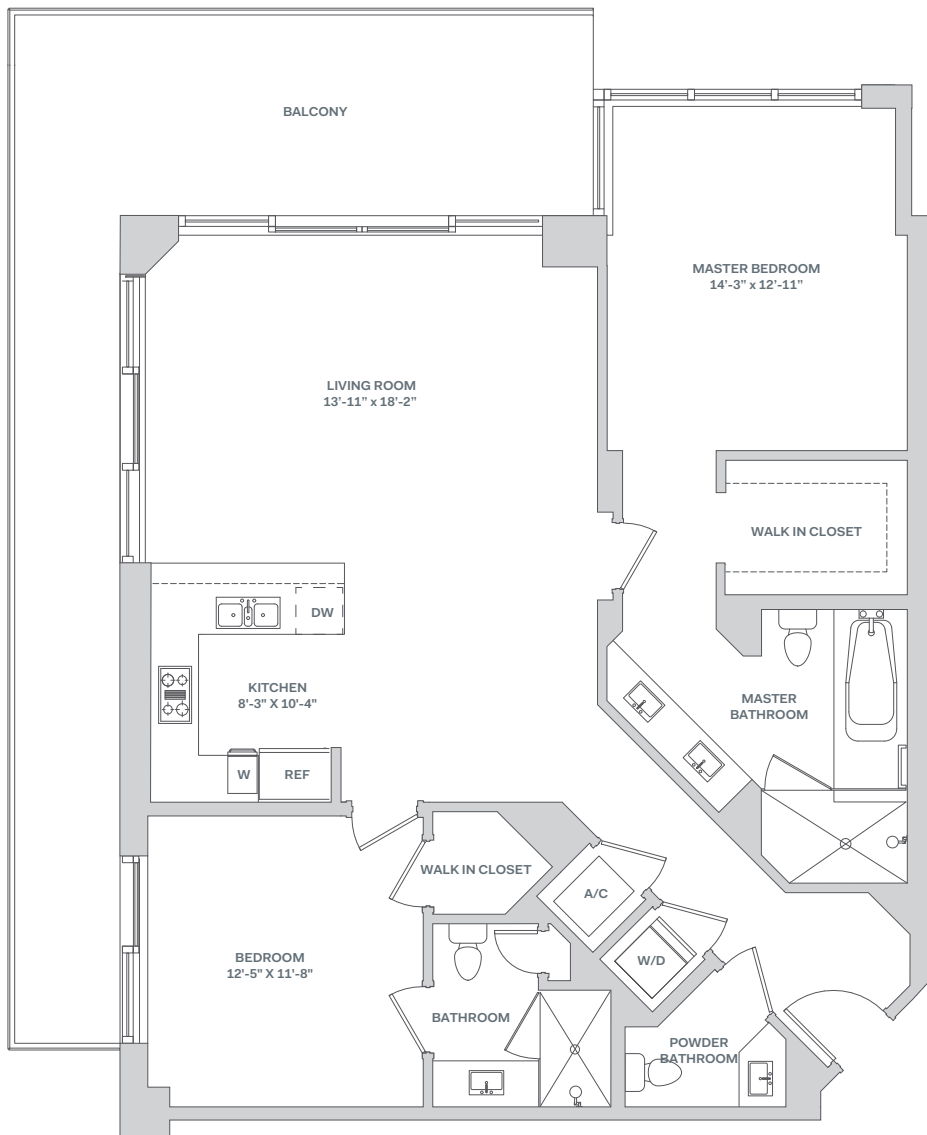 BALCONY
MASTER BEDROOM
14'-3" x 12'-11"
LIVING ROOM
13'-11" x 18'-2"
WALK IN CLOSET
DW
KITCHEN
8'-3" X 10'-4"
MASTER
BATHROOM
W
REF
WALK IN CLOSET
A/C
BEDROOM
12'-5" X 11'-8"
W/D
BATHROOM
POWDER
BATHROOM